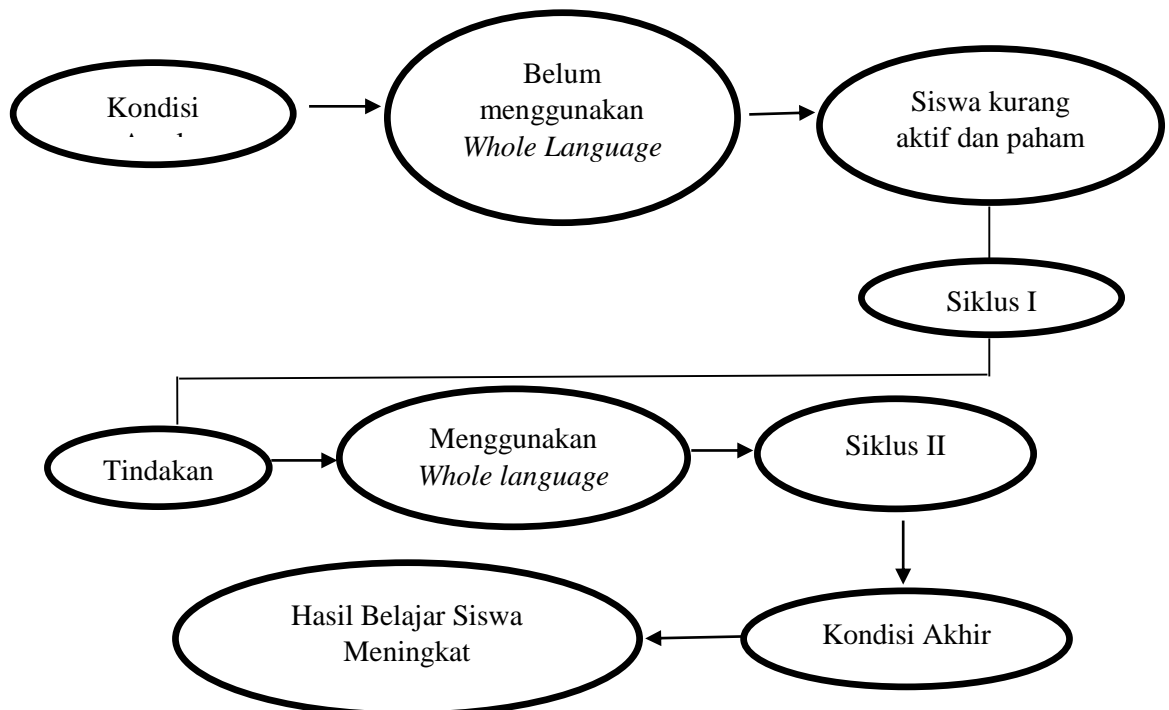 Kondisi
Belum
menggunakan
Whole Language
Siswa kurang
aktif dan paham
Siklus I
Tindakan
Menggunakan
Whole language
Siklus II
Kondisi Akhir
Hasil Belajar Siswa
Meningkat